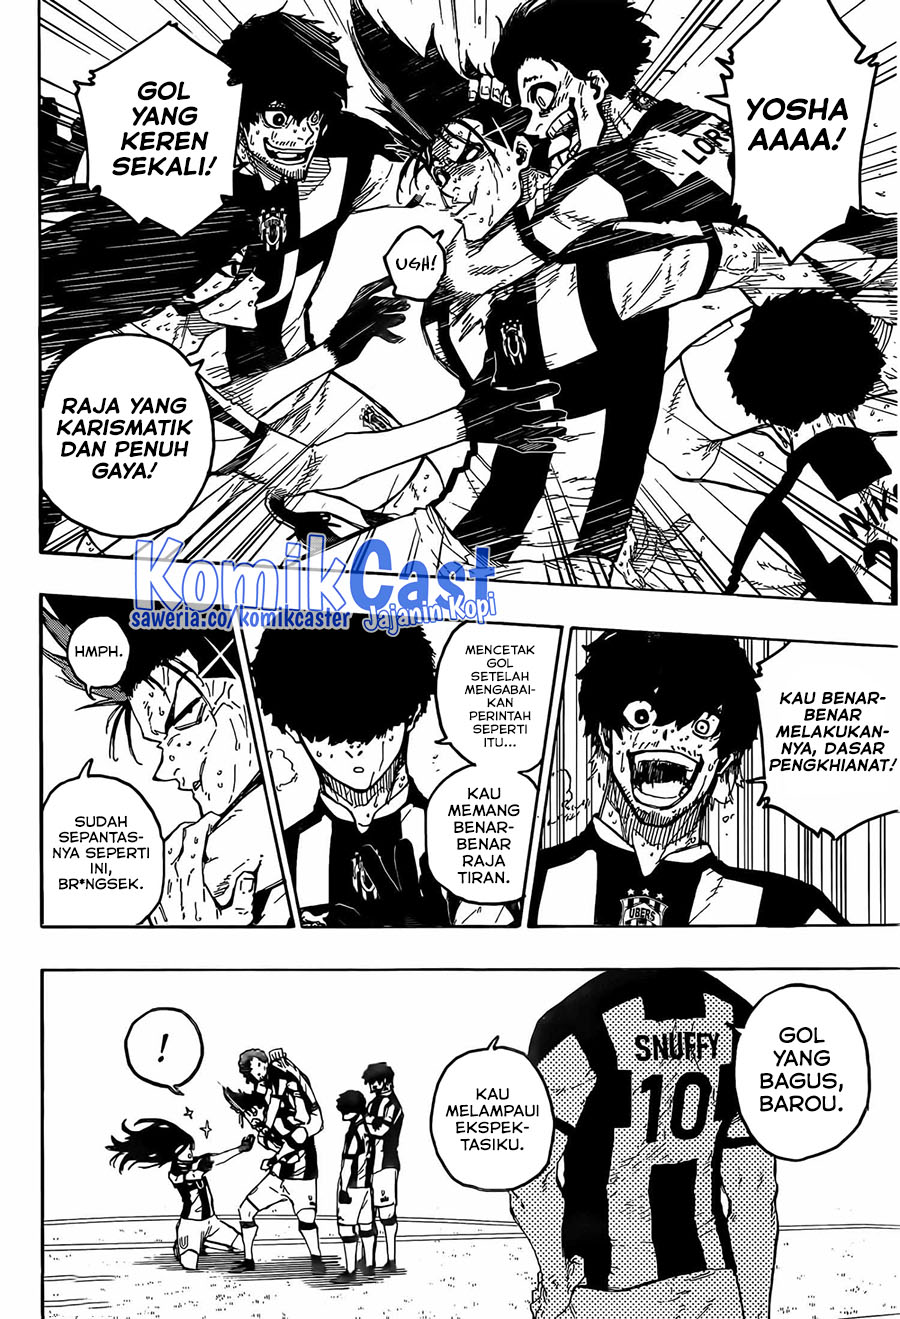 YOSHA
AAAA!
GOL
YANG
KEREN
SEKALI!
LOR
UGH!
RAJA YANG
KARISMATIK
DAN PENUH
GAYA!
NIK
KomikCast
saweria.co/komikcaster
Jajanin Kopi
KAU BENAR-
BENAR
MELAKUKAN-
NYA, DASAR
PENGKHIANAT!
UBERS
MENCETAK
GOL
SETELAH
MENGABAI-
KAN
PERINTAH
SEPERTI
ITU...
KAU
MEMANG
BENAR-
BENAR
RAJA
TIRAN.
HMPH.
SUDAH
SEPANTAS-
NYA SEPERTI
INI,
BR*NGSEK.
GOL
YANG
BAGUS,
BAROU.
SNUFFY
10
KAU
MELAMPAUI
EKSPEK-
TASIKU.
!